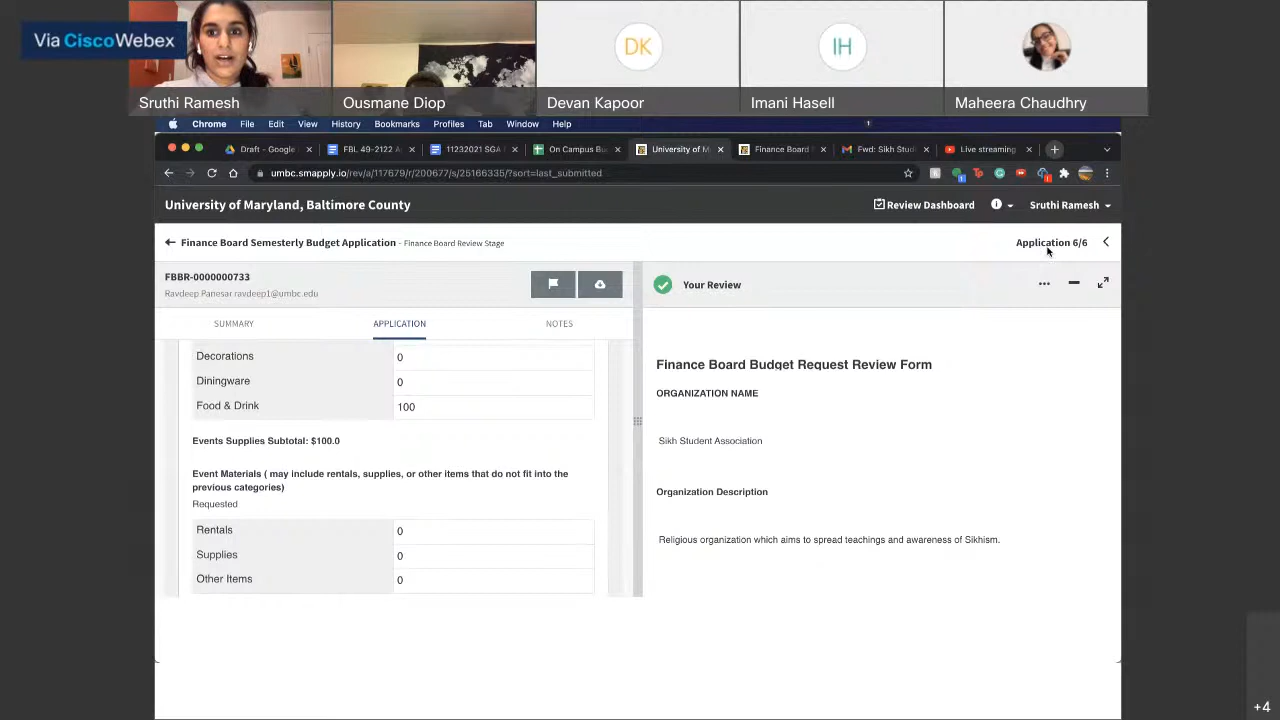 Via CiscoWebex
Sruthi Ramesh
Ousmane Diop
DK
Devan Kapoor
IH
Imani Hasell
Maheera Chaudhry
Chrome File Edit View History Bookmarks Profiles Tab Window Help
Draft - Google
FBL 49-2122 A
11232021 SGA
On Campus Bu
University of M
Finance Board
Fwd: Sikh Stud
Live streaming
umbc.smapply.io/rev/a/117679/r/200677/s/25166335/?sort=last_submitted
University of Maryland, Baltimore County
Review Dashboard
Sruthi Ramesh
Finance Board Semesterly Budget Application - Finance Board Review Stage
Application 6/6
FBBR-0000000733
Ravdeep Panesar ravdeep1@umbc.edu
Your Review
SUMMARY
APPLICATION
NOTES
Decorations 0
Diningware 0
Food & Drink 100
Events Supplies Subtotal: $100.0
Event Materials ( may include rentals, supplies, or other items that do not fit into the
previous categories)
Requested
Rentals 0
Supplies 0
Other Items 0
Finance Board Budget Request Review Form
ORGANIZATION NAME
Sikh Student Association
Organization Description
Religious organization which aims to spread teachings and awareness of Sikhism.
+4